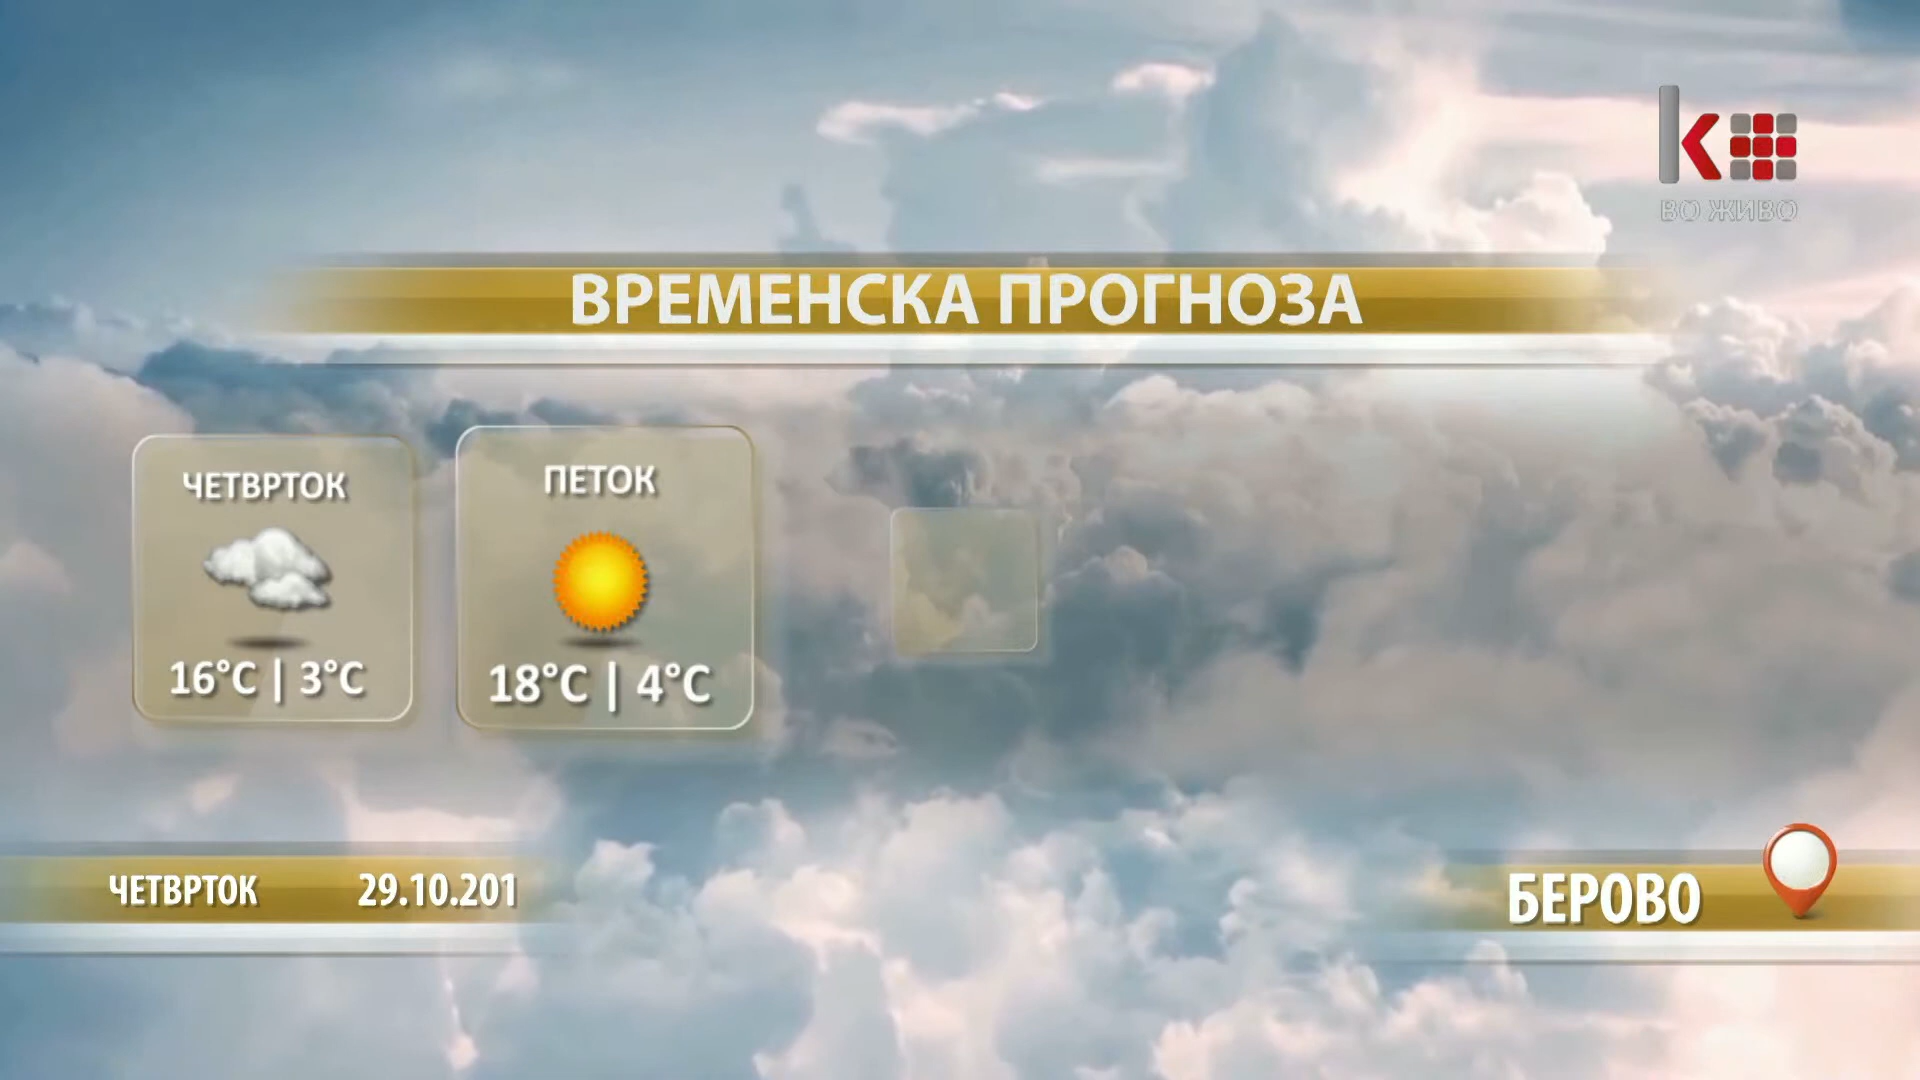 K
ВО ЖИВО
ВРЕМЕНСКА ПРОГНОЗА
ЧЕТВРТОК
16°C | 3°C
ПЕТОК
18°C | 4°C
ЧЕТВРТОК 29.10.201
БЕРОВО